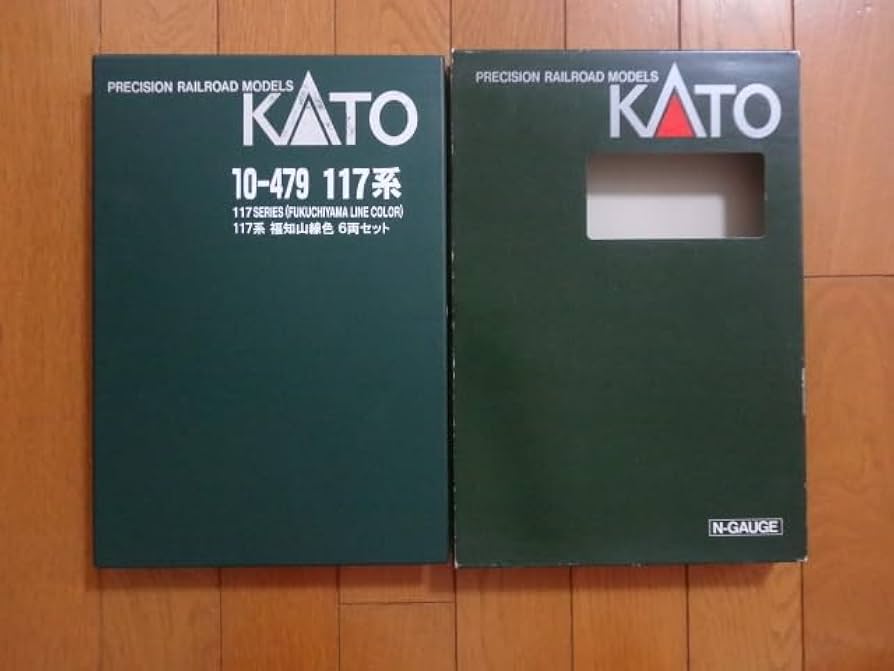 PRECISION RAILROAD MODELS
KATO
10-479 117系
117 SERIES (FUKUCHIYAMA LINE COLOR)
117系 福知山線色 6両セット
PRECISION RAILROAD MODELS
KATO
N-GAUGE